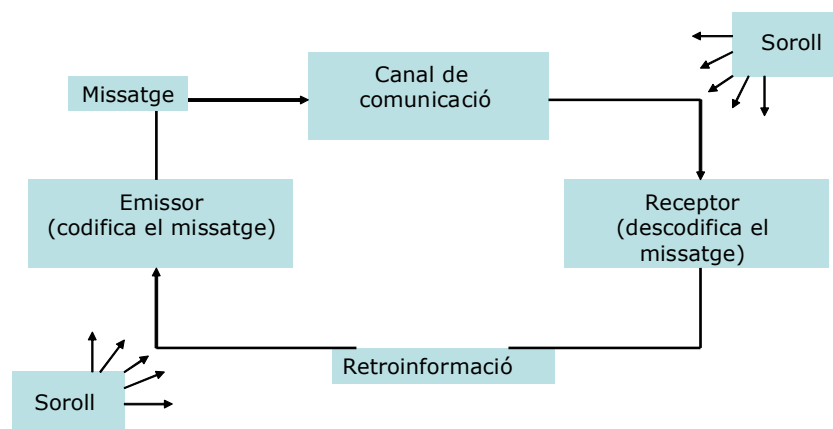 Soroll
Missatge
Canal de
comunicació
Emissor
(codifica el missatge)
Receptor
(descodifica el
missatge)
Retroinformació
Soroll